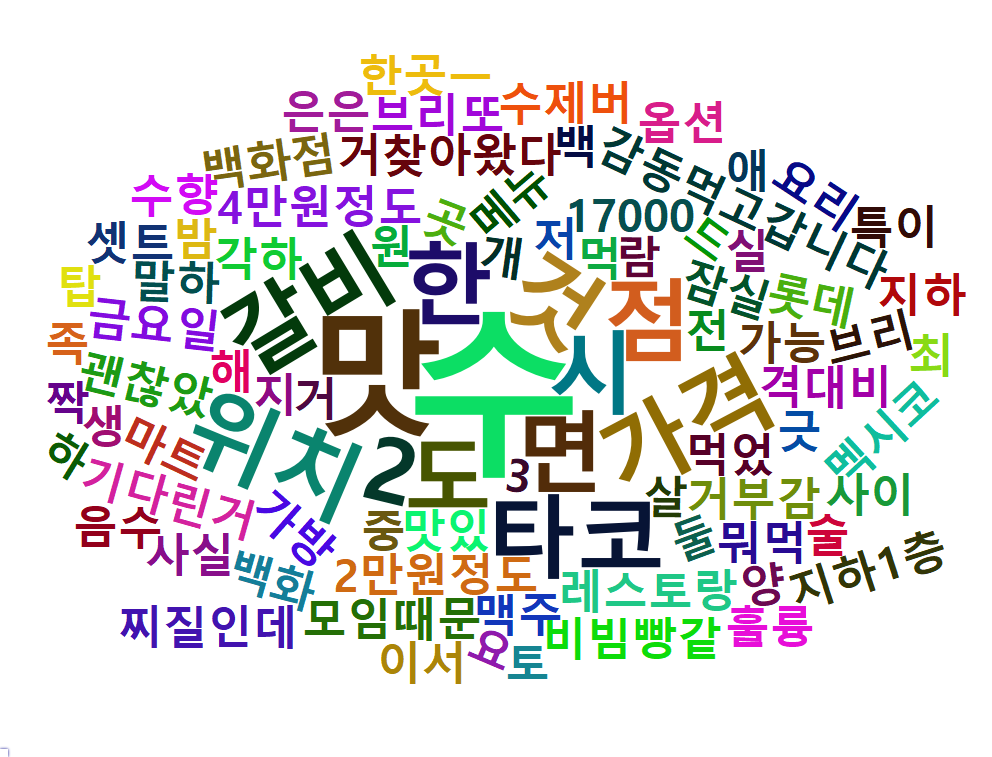 한곳ㅡ
은은
브리또
수제버
옵션
백화점
거찾아왔다
백
감동먹고갑니다
애
요리
특이
수향
4만원정도
곳
메뉴
17000
드
실
셋트
밤
각하
원
개
저
먹
람
잠실
롯데
지하
탑
말하
갈비
한
것
점
전
가능
브리
최
금요일
족
괜찮았
해
지
거
맛
수
시
가격
격대비
멕시코
짝
생
마트
위치
2
도
3
면
먹었
긋
하
기다린거
가방
중
맛있
타코
살
거부감
사이
음수
사실
백화
2만원정도
둘
뭐먹
술
레스토랑
양
지하1층
찌질인데
모임때문
맥주
비빔빵같
훌륭
이서
요
토